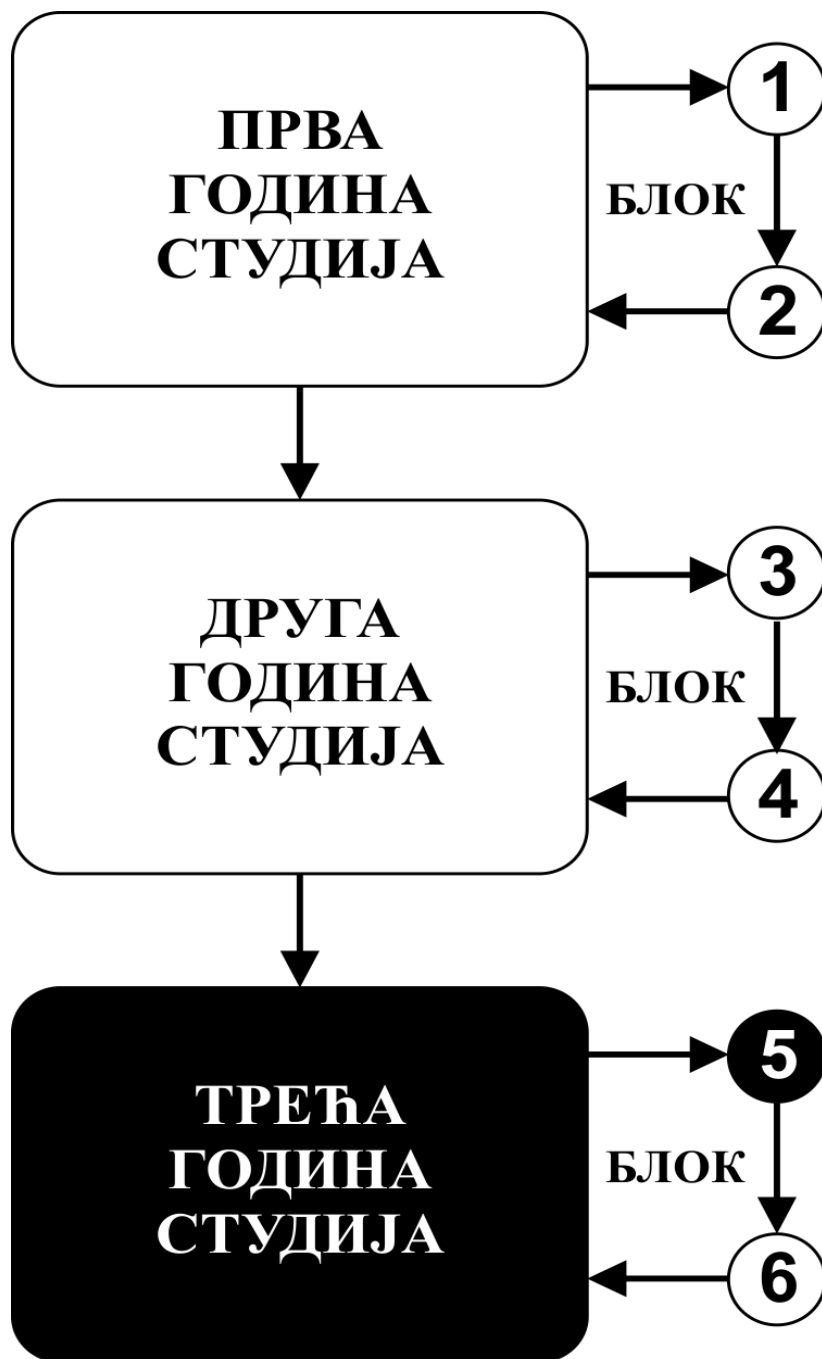 ПРВА
ГОДИНА
СТУДИЈА
1
БЛОК
2
ДРУГА
ГОДИНА
СТУДИЈА
3
БЛОК
4
ТРЕЋА
ГОДИНА
СТУДИЈА
5
БЛОК
6